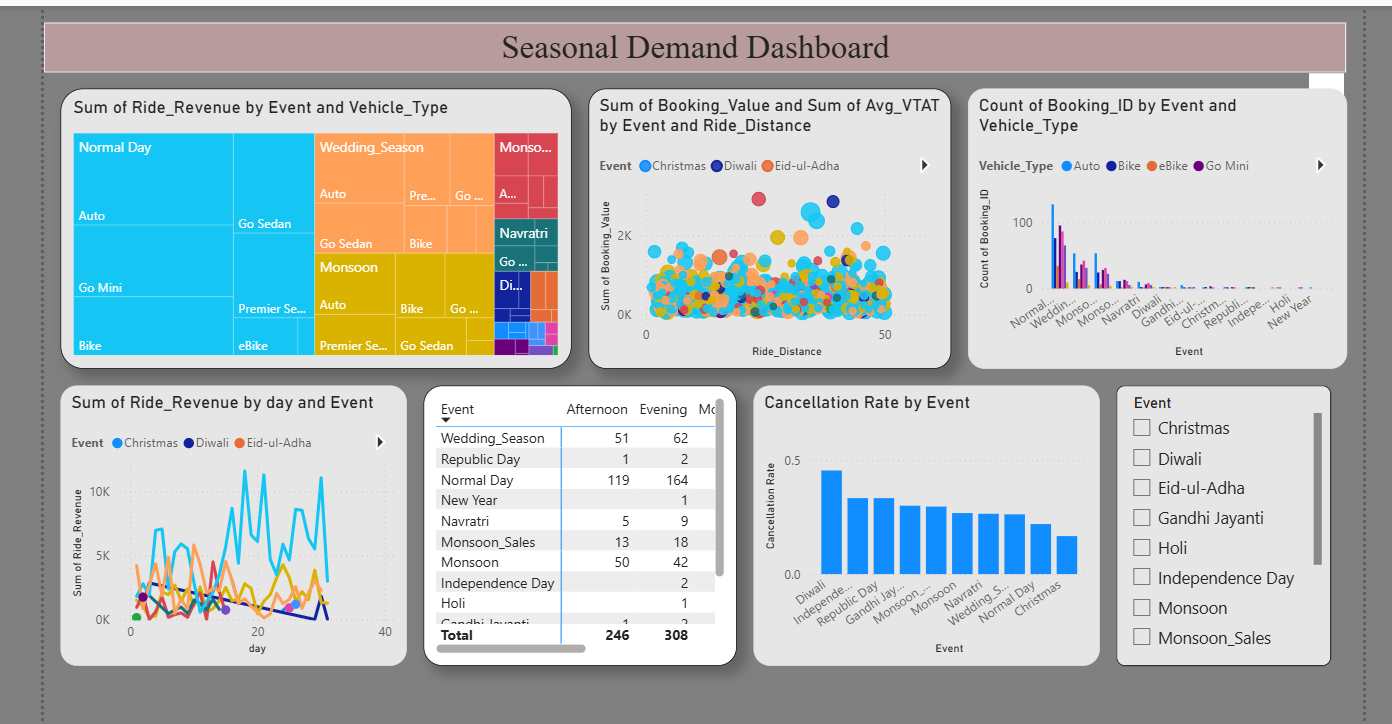 Seasonal Demand Dashboard
Sum of Ride_Revenue by Event and Vehicle_Type
Normal Day
Auto
Go Mini
Bike
Go Sedan
Premier Se...
eBike
Wedding_Season
Auto
Pre...
Go ...
Go Sedan
Bike
Monsoon
Auto
Bike
Go ...
Premier Se...
Go Sedan
Monso...
A...
Navratri
Go ...
Di...
Sum of Booking_Value and Sum of Avg_VTAT
by Event and Ride_Distance
Event Christmas Diwali Eid-ul-Adha
Sum of Booking_Value
2K
0K
0 50
Ride_Distance
Count of Booking_ID by Event and
Vehicle_Type
Vehicle_Type Auto Bike eBike Go Mini
Count of Booking_ID
100
0
Normal...
Weddin...
Monso...
Monso...
Navratri
Diwali
Gandhi...
Eid-ul-...
Christm...
Republi...
Indepe...
Holi
New Year
Event
Sum of Ride_Revenue by day and Event
Event Christmas Diwali Eid-ul-Adha
Sum of Ride_Revenue
10K
5K
0K
0 20 40
day
Event Afternoon Evening Mo
Wedding_Season 51 62
Republic Day 1 2
Normal Day 119 164
New Year 1
Navratri 5 9
Monsoon_Sales 13 18
Monsoon 50 42
Independence Day 2
Holi 1
Gandhi Jayanti 1 2
Total 246 308
Cancellation Rate by Event
Cancellation Rate
0.5
0.0
Diwali
Independe...
Republic Day
Gandhi Jay...
Monsoon_...
Monsoon
Navratri
Wedding_S...
Normal Day
Christmas
Event
Event
Christmas
Diwali
Eid-ul-Adha
Gandhi Jayanti
Holi
Independence Day
Monsoon
Monsoon_Sales